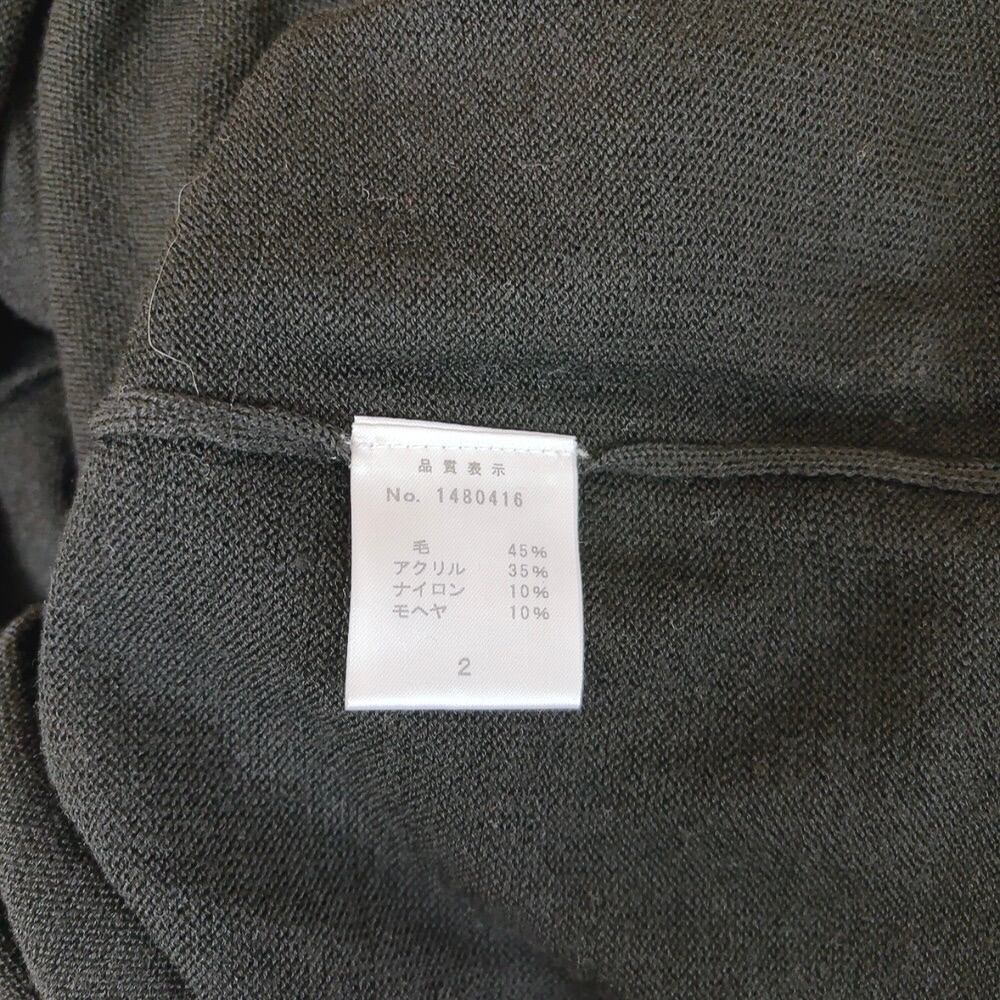 品質表示
No. 1480416
毛 45%
アクリル 35%
ナイロン 10%
モヘヤ 10%
2